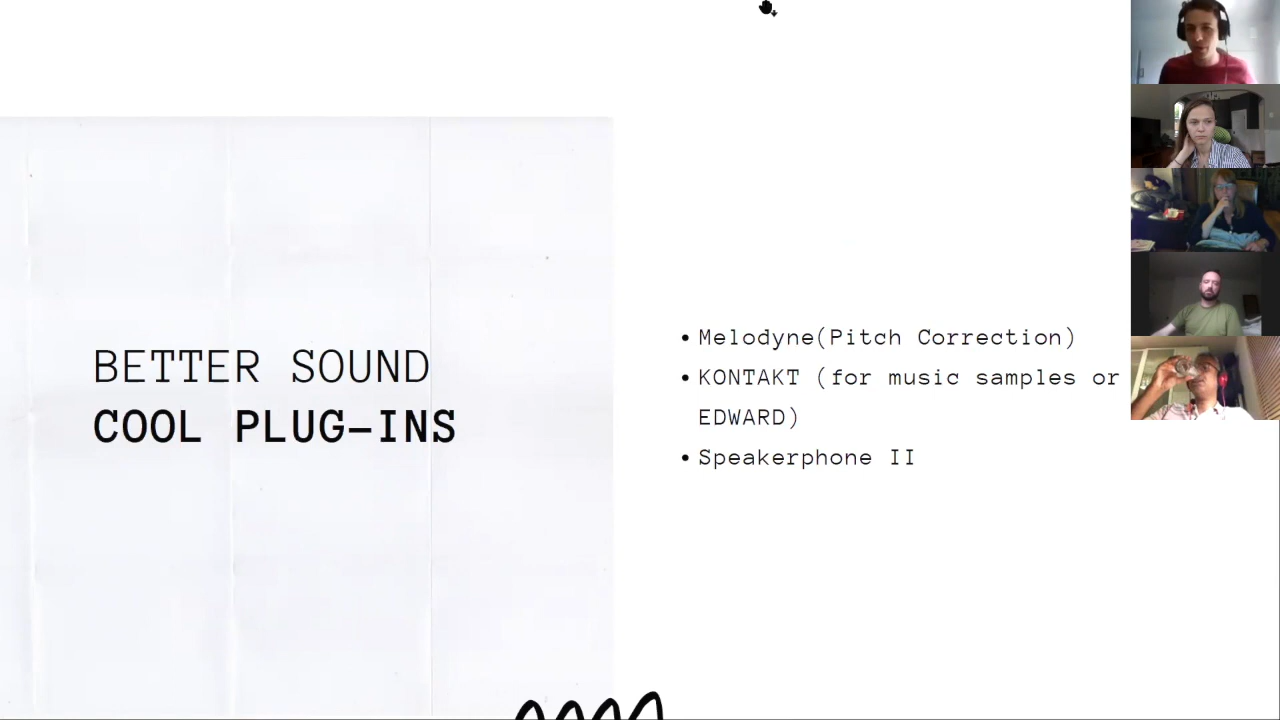 BETTER SOUND
COOL PLUG-INS
• Melodyne(Pitch Correction)
• KONTAKT (for music samples or
EDWARD)
• Speakerphone II